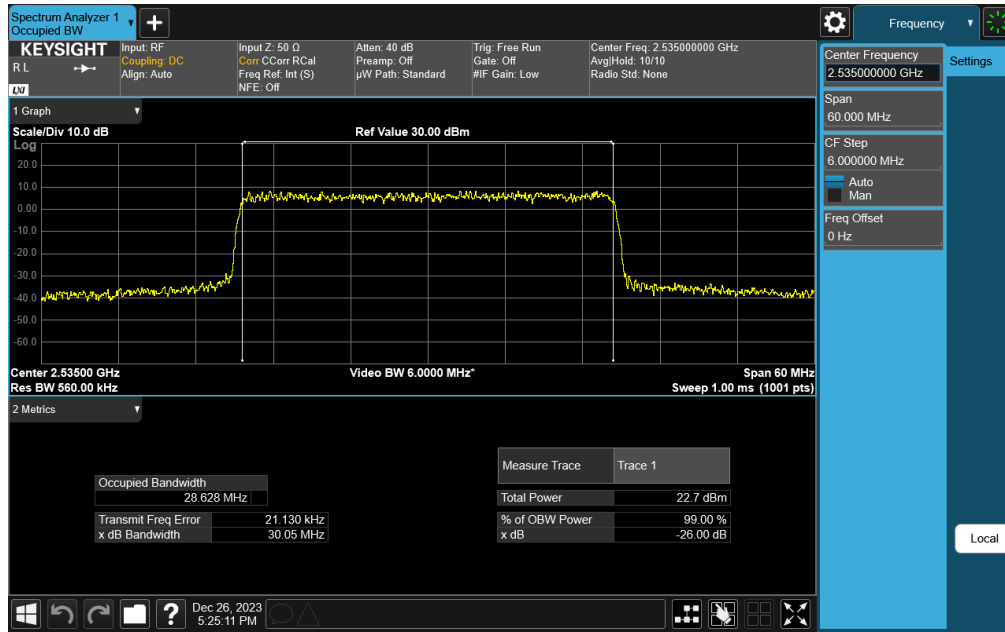 Spectrum Analyzer 1
Occupied BW
Frequency
KEYSIGHT
R L
LXI
Input: RF
Coupling: DC
Align: Auto
Input Z: 50 Ω
Corr CCorr RCal
Freq Ref: Int (S)
NFE: Off
Atten: 40 dB
Preamp: Off
µW Path: Standard
Trig: Free Run
Gate: Off
#IF Gain: Low
Center Freq: 2.535000000 GHz
Avg|Hold: 10/10
Radio Std: None
Center Frequency
2.535000000 GHz
Settings
Span
60.000 MHz
CF Step
6.000000 MHz
Auto
Man
Freq Offset
0 Hz
Local
1 Graph
Scale/Div 10.0 dB
Ref Value 30.00 dBm
Log
20.0
10.0
0.00
-10.0
-20.0
-30.0
-40.0
-50.0
-60.0
Center 2.53500 GHz
Video BW 6.0000 MHz*
Span 60 MHz
Res BW 560.00 kHz
Sweep 1.00 ms (1001 pts)
2 Metrics
Occupied Bandwidth
28.628 MHz
Transmit Freq Error 21.130 kHz
x dB Bandwidth 30.05 MHz
Measure Trace Trace 1
Total Power 22.7 dBm
% of OBW Power 99.00 %
x dB -26.00 dB
Dec 26, 2023
5:25:11 PM